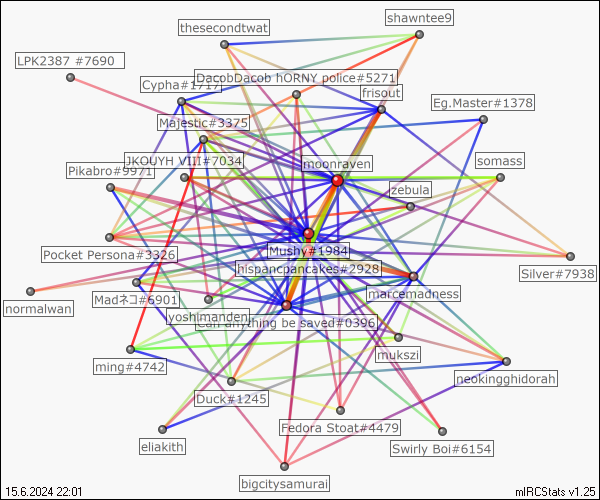 shawntee9
thesecondtwat
LPK2387 #7690
DacobDacob hORNY police#5271
Cypha#1717
frisout
Eg.Master#1378
Majestic#3375
JKOUYH VIII#7034
moonraven
somass
Pikabro#9971
zebula
Pocket Persona#3326
Mushy#1984
hispancpancakes#2928
Silver#7938
Madネコ#6901
marcemadness
normalwan
yoshimanden
Can anything be saved#0396
mukszi
ming#4742
neokingghidorah
Duck#1245
Fedora Stoat#4479
eliakith
Swirly Boi#6154
bigcitysamurai
15.6.2024 22:01
mIRCStats v1.25